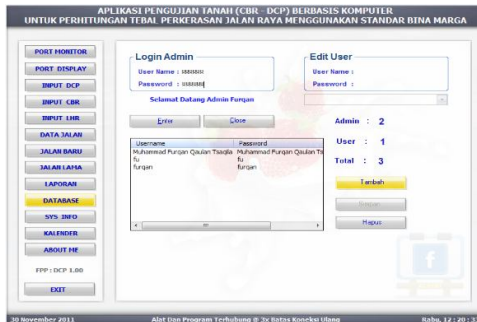 APLIKASI PENGUJIAN TANAH (CBR - DCP) BERBASIS KOMPUTER
UNTUK PERHITUNGAN TEBAL PERKERASAN JALAN RAYA MENGGUNAKAN STANDAR BINA MARGA
PORT MONITOR
PORT DISPLAY
INPUT DCP
INPUT CBR
INPUT LHR
DATA JALAN
JALAN BARU
JALAN LAMA
LAPORAN
DATABASE
SYS INFO
KALENDER
ABOUT ME
FPP : DCP 1.00
EXIT
Login Admin
User Name :
Password :
Selamat Datang Admin Furqan
Enter
Close
Username
Password
Muhammad Furqan Qaulan Tsaqila
Muhammad Furqan Qaulan Ts
fu
fu
furqan
furqan
Edit User
User Name :
Password :
Admin : 2
User : 1
Total : 3
Tambah
Simpan
Hapus
30 November 2011
Alat Dan Program Terhubung @ 3x Batas Koneksi Ulang
Rabu, 12 : 20 : 3